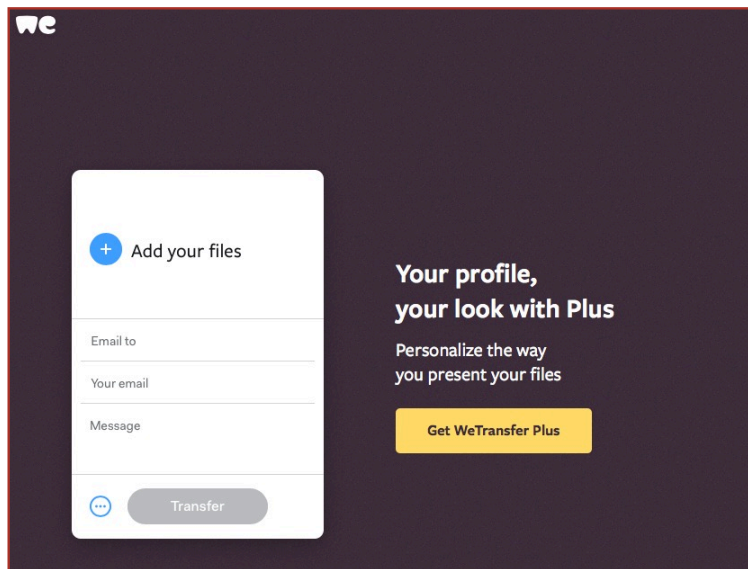 we
Add your files
Email to
Your email
Message
Transfer
Your profile,
your look with Plus
Personalize the way
you present your files
Get WeTransfer Plus